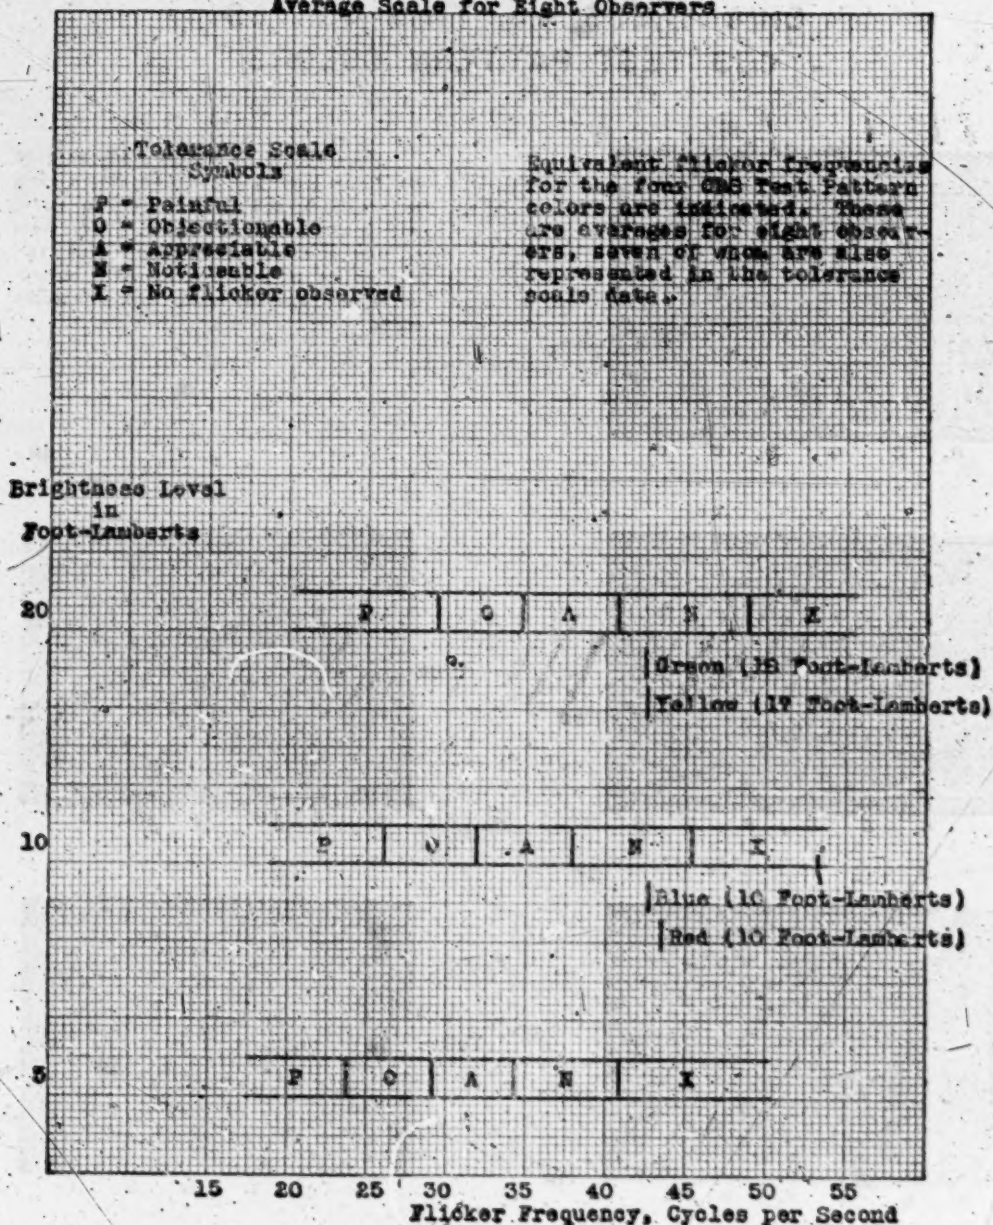 Average Scale for Eight Observers
Tolerance Scale
Symbols
P = Painful
O = Objectionable
A = Appreciable
N = Noticeable
X = No flicker observed
Equivalent flicker frequencies
for the four CBS Test Pattern
colors are indicated. These
are averages for eight observ-
ers, seven of whom are also
represented in the tolerance
scale data.
Brightness Level
in
Foot-Lamberts
20
P O A N X
Green (18 Foot-Lamberts)
Yellow (17 Foot-Lamberts)
10
P O A N X
Blue (10 Foot-Lamberts)
Red (10 Foot-Lamberts)
5
P O A N X
15 20 25 30 35 40 45 50 55
Flicker Frequency, Cycles per Second